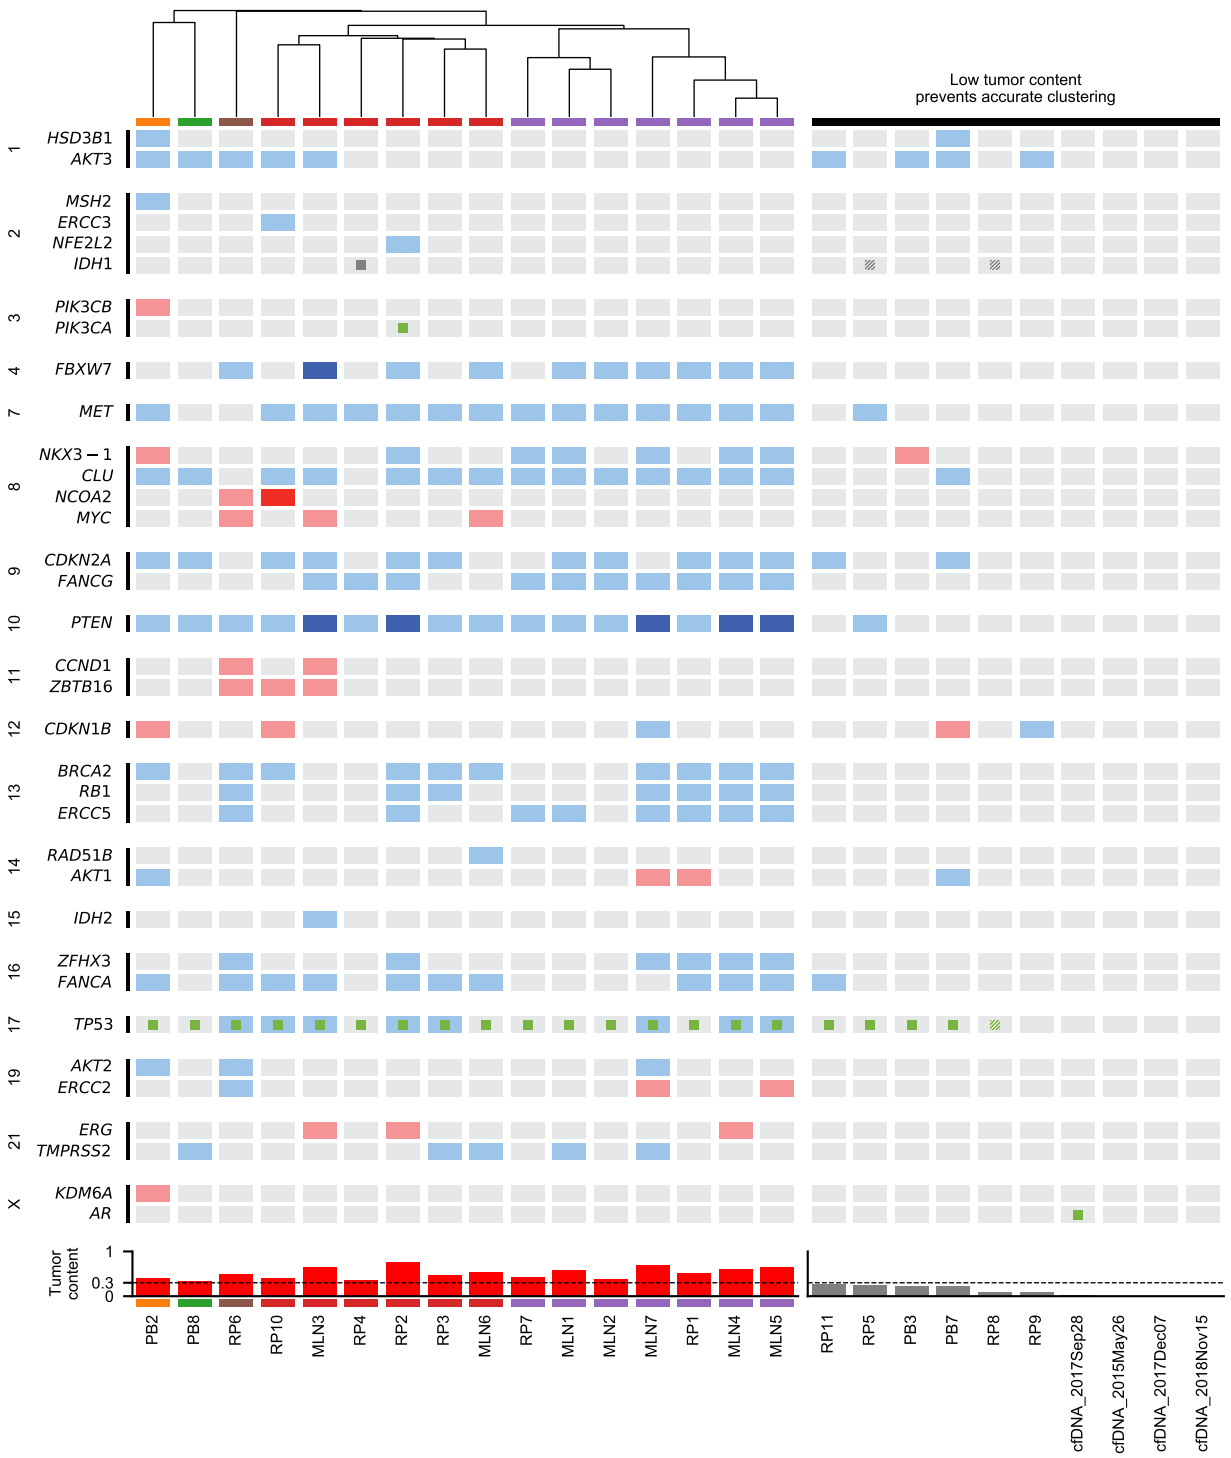 Low tumor content
prevents accurate clustering
1
HSD3B1
AKT3
2
MSH2
ERCC3
NFE2L2
IDH1
3
PIK3CB
PIK3CA
4
FBXW7
7
MET
8
NKX3 − 1
CLU
NCOA2
MYC
9
CDKN2A
FANCG
10
PTEN
11
CCND1
ZBTB16
12
CDKN1B
13
BRCA2
RB1
ERCC5
14
RAD51B
AKT1
15
IDH2
16
ZFHX3
FANCA
17
TP53
19
AKT2
ERCC2
21
ERG
TMPRSS2
X
KDM6A
AR
Tumor
content
1
0.3
0
PB2
PB8
RP6
RP10
MLN3
RP4
RP2
RP3
MLN6
RP7
MLN1
MLN2
MLN7
RP1
MLN4
MLN5
RP11
RP5
PB3
PB7
RP8
RP9
cfDNA_2017Sep28
cfDNA_2015May26
cfDNA_2017Dec07
cfDNA_2018Nov15